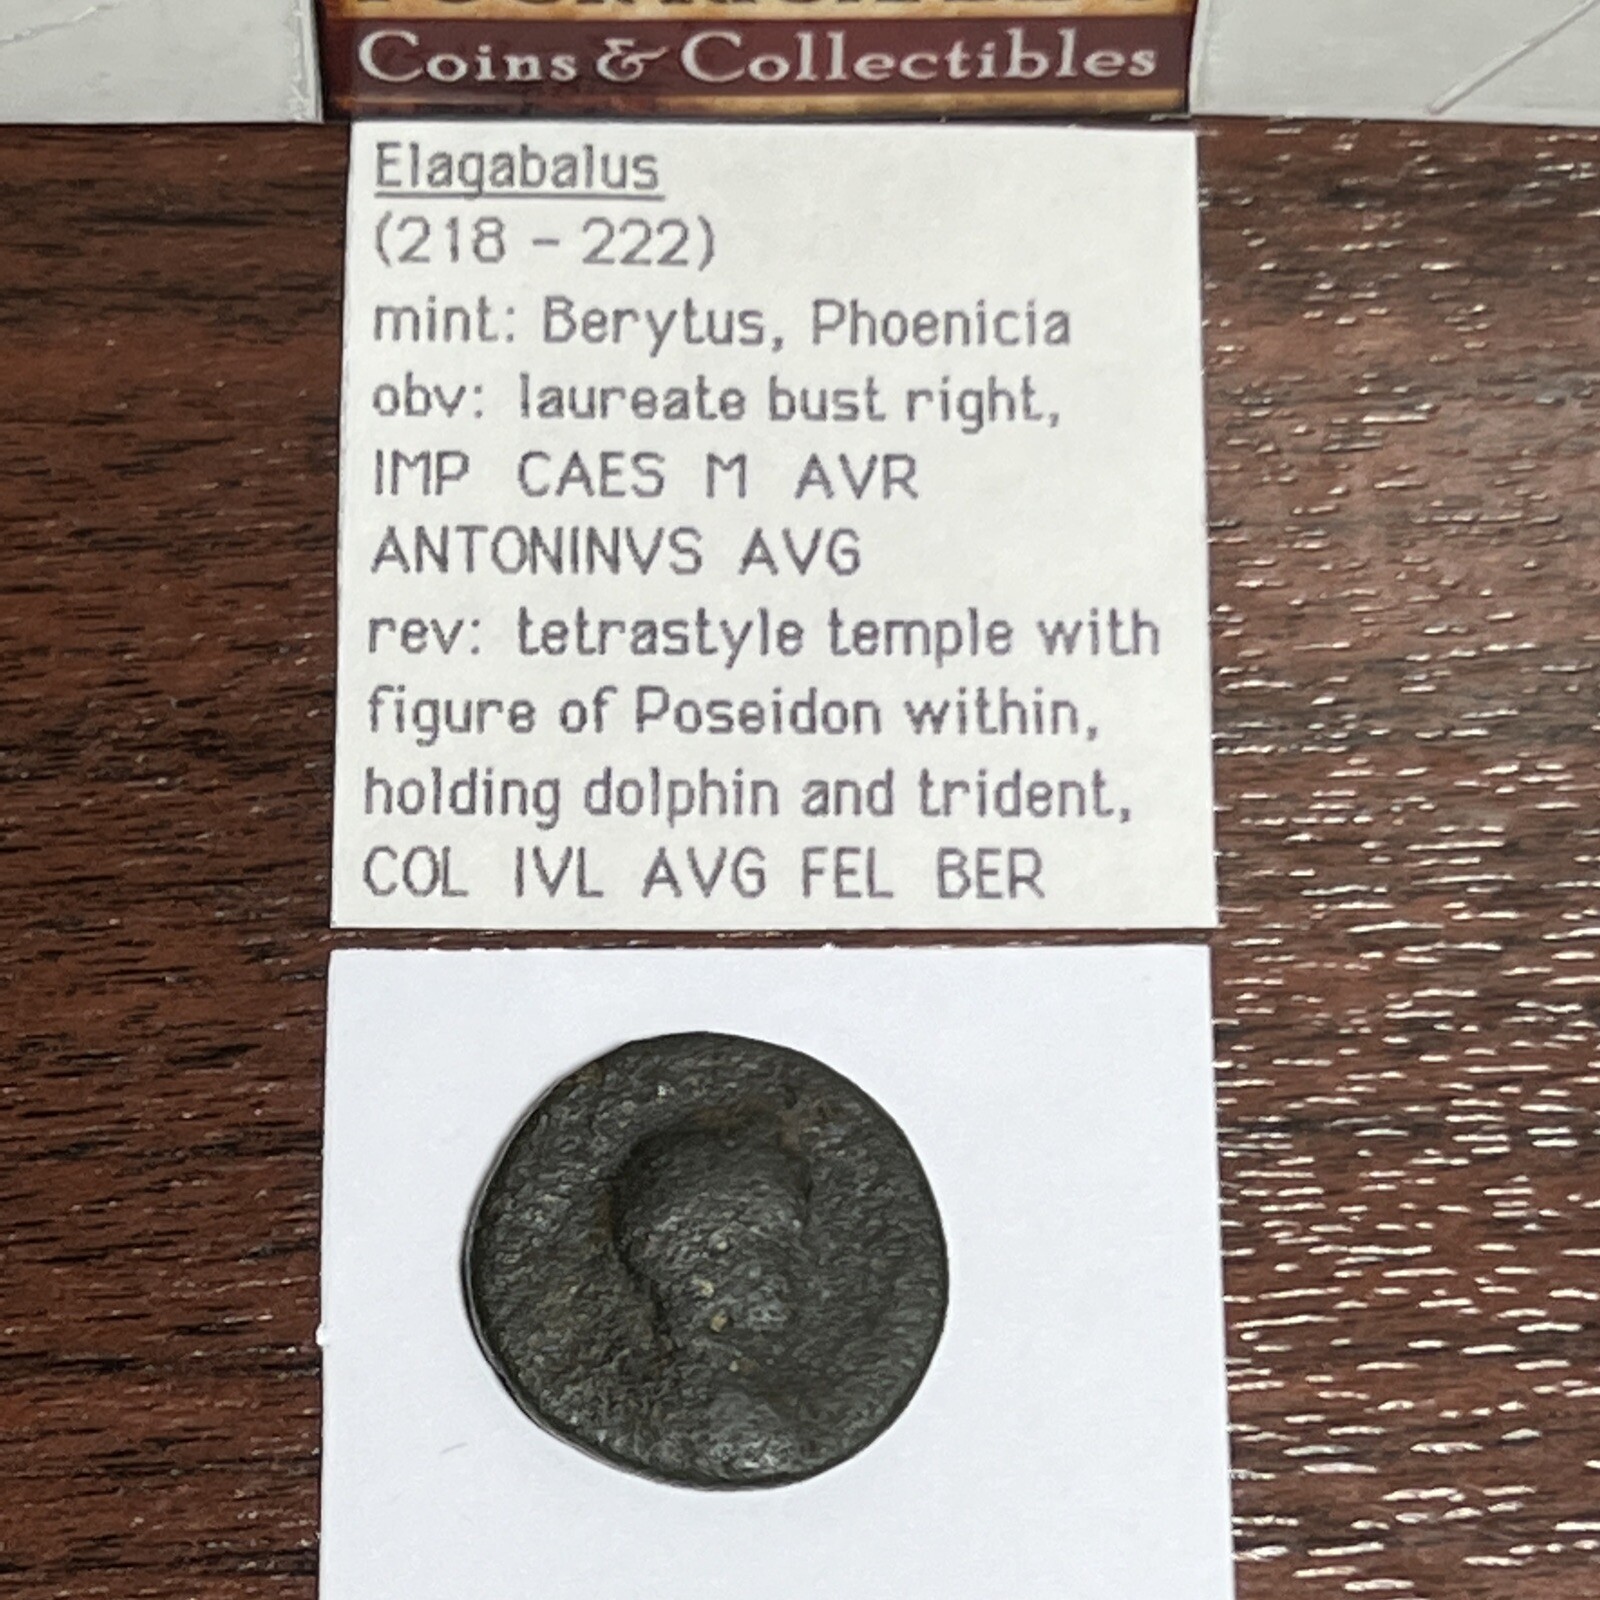 Coins & Collectibles
Elagabalus
(218 - 222)
mint: Berytus, Phoenicia
obv: laureate bust right,
IMP CAES M AVR
ANTONINVS AVG
rev: tetrastyle temple with
figure of Poseidon within,
holding dolphin and trident,
COL IVL AVG FEL BER